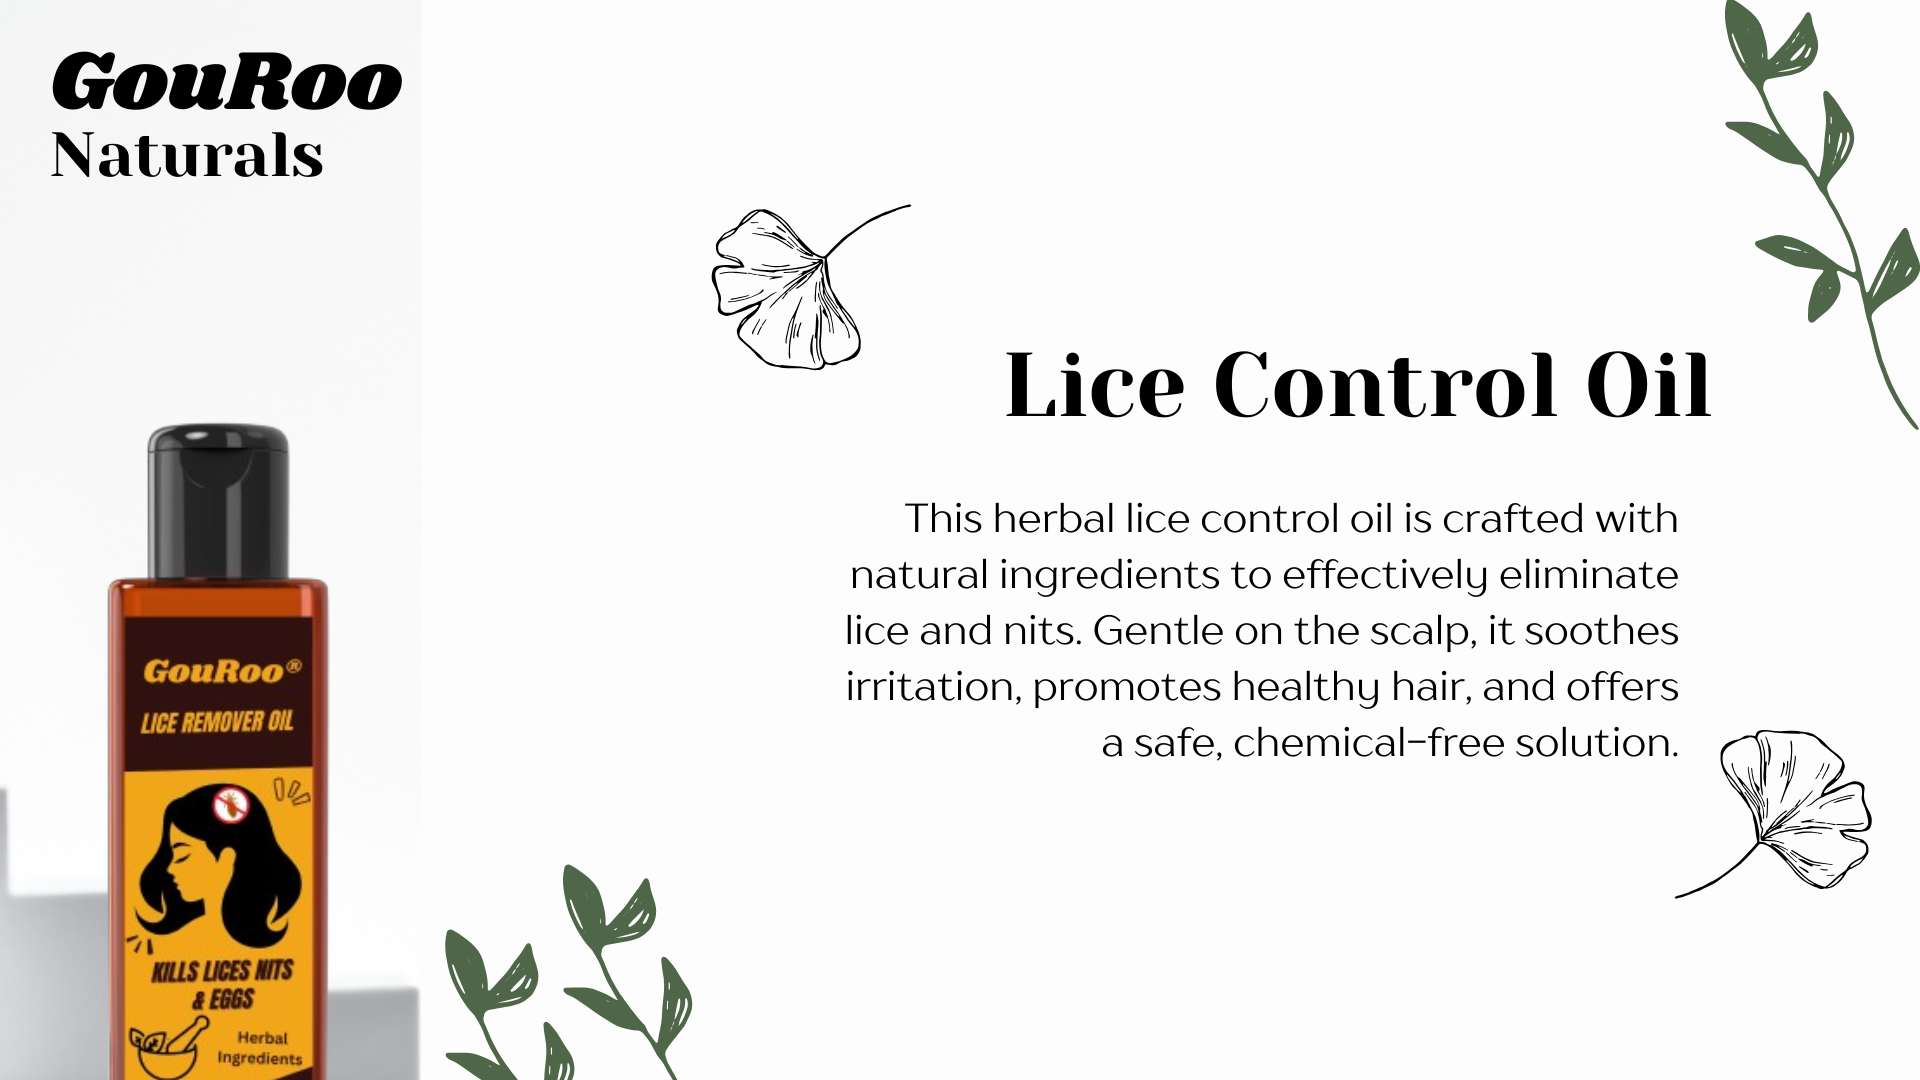 GouRoo
Naturals
Lice Control Oil
This herbal lice control oil is crafted with
natural ingredients to effectively eliminate
lice and nits. Gentle on the scalp, it soothes
irritation, promotes healthy hair, and offers
a safe, chemical-free solution.
GouRoo®
LICE REMOVER OIL
KILLS LICES NITS
& EGGS
Herbal
Ingredients